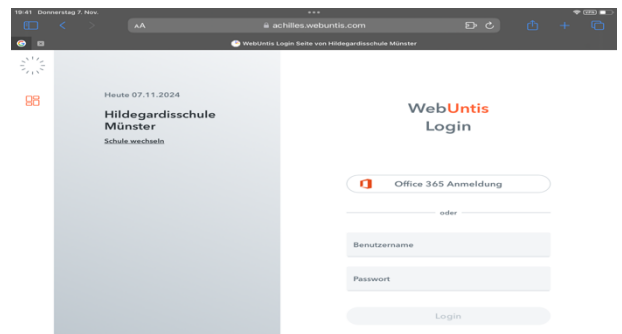 19:41 Donnerstag 7. Nov.
AA
achilles.webuntis.com
WebUntis Login Seite von Hildegardisschule Münster
Heute 07.11.2024
Hildegardisschule
Münster
Schule wechseln
WebUntis
Login
Office 365 Anmeldung
oder
Benutzername
Passwort
Login